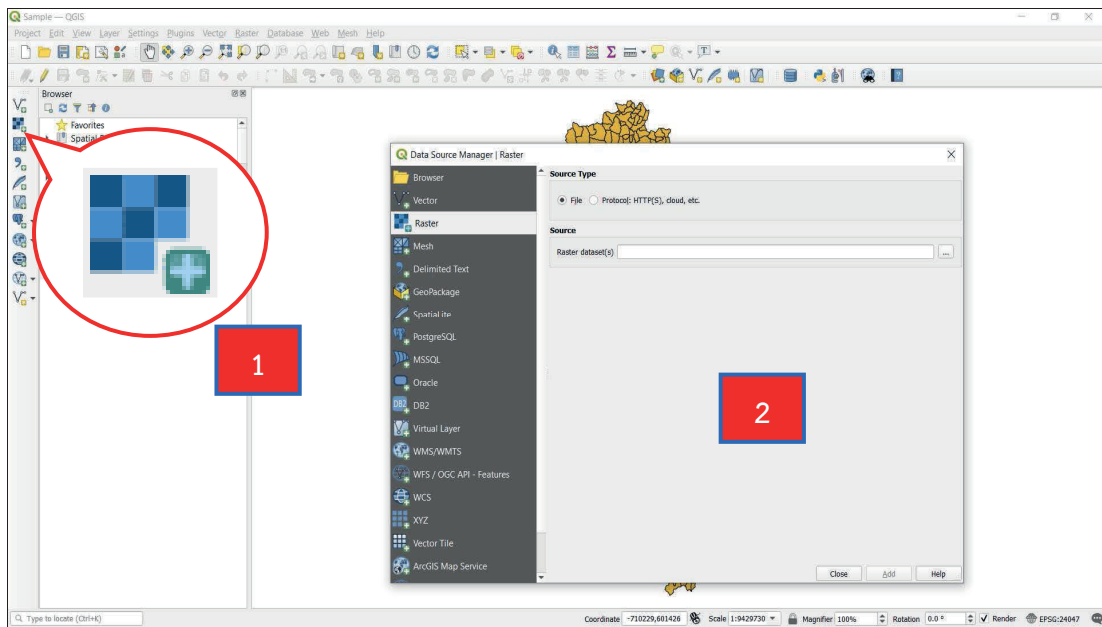 Sample — QGIS
Project Edit View Layer Settings Plugins Vector Raster Database Web Mesh Help
Browser
Favorites
1
Data Source Manager | Raster
Browser
Vector
Raster
Mesh
Delimited Text
GeoPackage
SpatiaLite
PostgreSQL
MSSQL
Oracle
DB2
DB2
Virtual Layer
WMS/WMTS
WFS / OGC API - Features
WCS
XYZ
Vector Tile
ArcGIS Map Service
Source Type
File Protocol: HTTP(S), cloud, etc.
Source
Raster dataset(s) ...
2
Close Add Help
Type to locate (Ctrl+K) Coordinate -710229,601426 Scale 1:9429730 Magnifier 100% Rotation 0.0 ° Render EPSG:24047